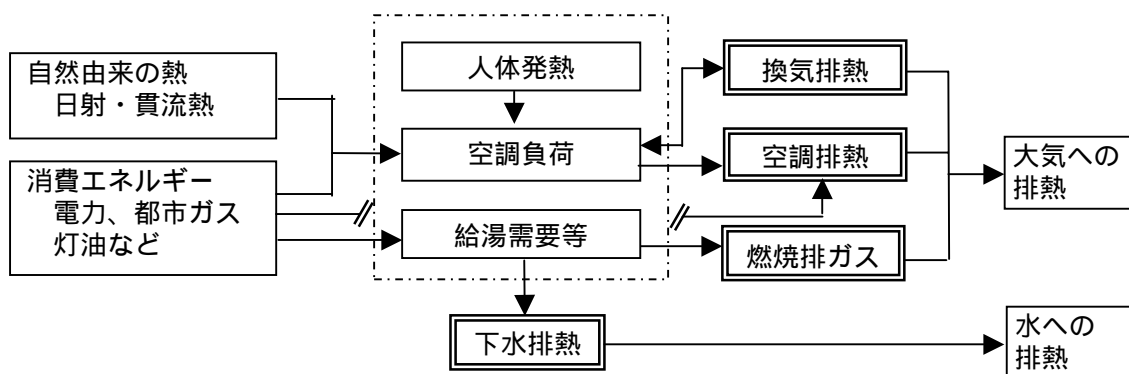 自然由来の熱
日射・貫流熱
消費エネルギー
電力、都市ガス
灯油など
人体発熱
空調負荷
給湯需要等
換気排熱
空調排熱
燃焼排ガス
下水排熱
大気への
排熱
水への
排熱